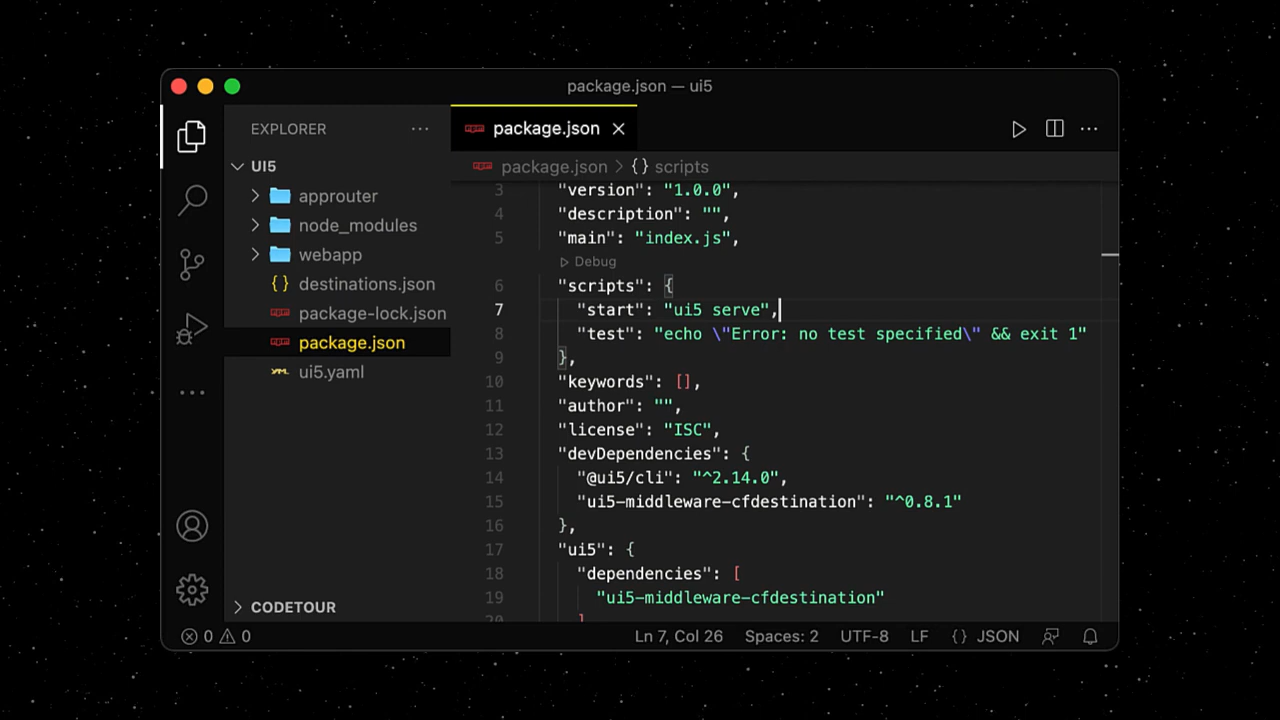 package.json — ui5
EXPLORER
UI5
approuter
node_modules
webapp
destinations.json
package-lock.json
package.json
ui5.yaml
CODETOUR
package.json
package.json > {} scripts
3 "version": "1.0.0",
4 "description": "",
5 "main": "index.js",
Debug
6 "scripts": {
7 "start": "ui5 serve",
8 "test": "echo \"Error: no test specified\" && exit 1"
9 },
10 "keywords": [],
11 "author": "",
12 "license": "ISC",
13 "devDependencies": {
14 "@ui5/cli": "^2.14.0",
15 "ui5-middleware-cfdestination": "^0.8.1"
16 },
17 "ui5": {
18 "dependencies": [
19 "ui5-middleware-cfdestination"
20 ]
0 0 Ln 7, Col 26 Spaces: 2 UTF-8 LF {} JSON